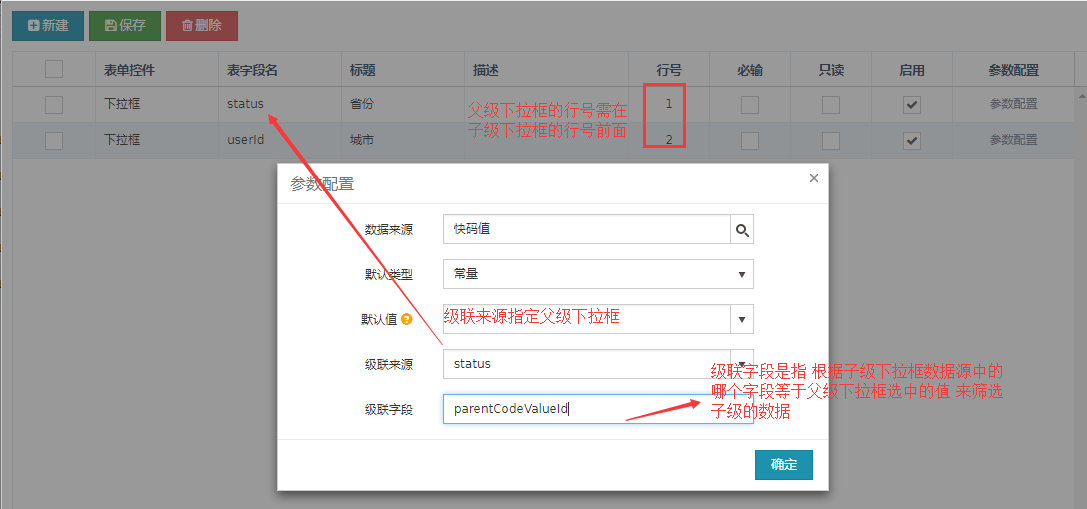 新建 保存 删除
表单控件 表字段名 标题 描述 行号 必输 只读 启用 参数配置
下拉框 status 省份 1 参数配置
父级下拉框的行号需在
子级下拉框的行号前面
下拉框 userId 城市 2 参数配置
参数配置 ×
数据来源 快码值
默认类型 常量
默认值 ?
级联来源指定父级下拉框
级联来源 status
级联字段是指 根据子级下拉框数据源中的
哪个字段等于父级下拉框选中的值 来筛选
子级的数据
级联字段 parentCodeValueId
确定